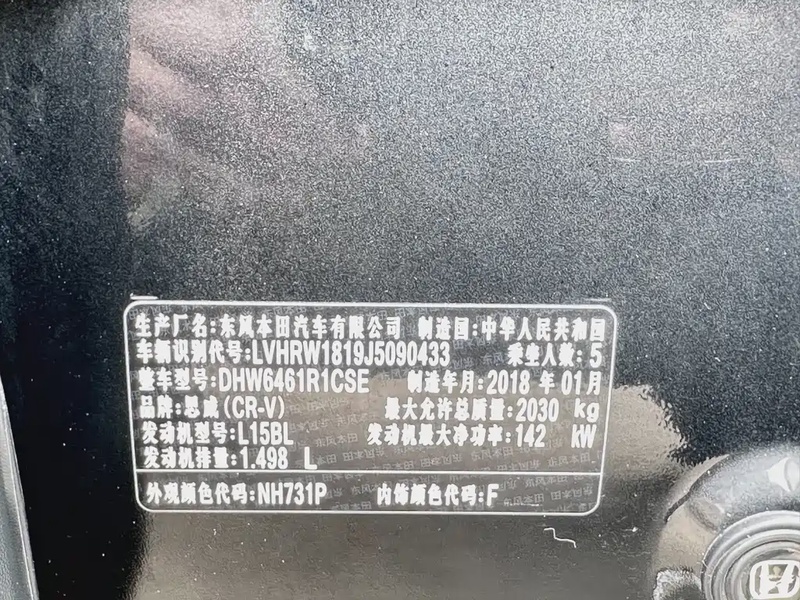 生产厂名:东风本田汽车有限公司 制造国:中华人民共和国
车辆识别代号:LVHRW1819J5090433 乘坐人数:5
整车型号:DHW6461R1CSE 制造年月:2018 年 01月
品牌:思威(CR-V) 最大允许总质量:2030 kg
发动机型号:L15BL 发动机最大净功率:142 kW
发动机排量:1.498 L
外观颜色代码:NH731P 内饰颜色代码:F